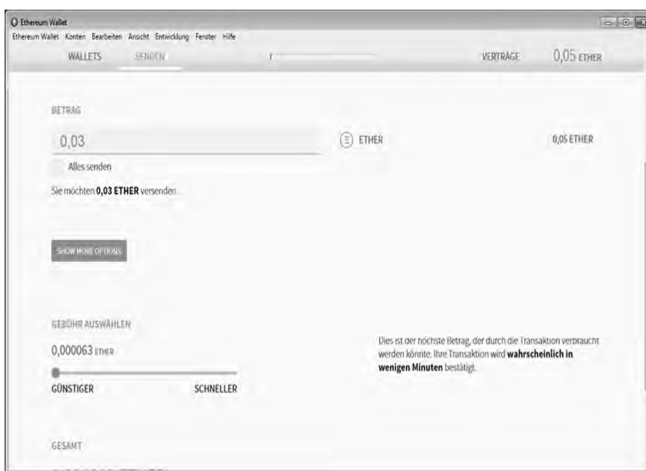 Ethereum Wallet
Ethereum Wallet Konten Bearbeiten Ansicht Entwicklung Fenster Hilfe
WALLETS SENDEN VERTRÄGE 0,05 ETHER
BETRAG
0,03 ETHER 0,05 ETHER
Alles senden
Sie möchten 0,03 ETHER versenden.
SHOW MORE OPTIONS
GEBÜHR AUSWÄHLEN
0,000063 ETHER
GÜNSTIGER SCHNELLER
Dies ist der höchste Betrag, der durch die Transaktion verbraucht
werden könnte. Ihre Transaktion wird wahrscheinlich in
wenigen Minuten bestätigt.
GESAMT